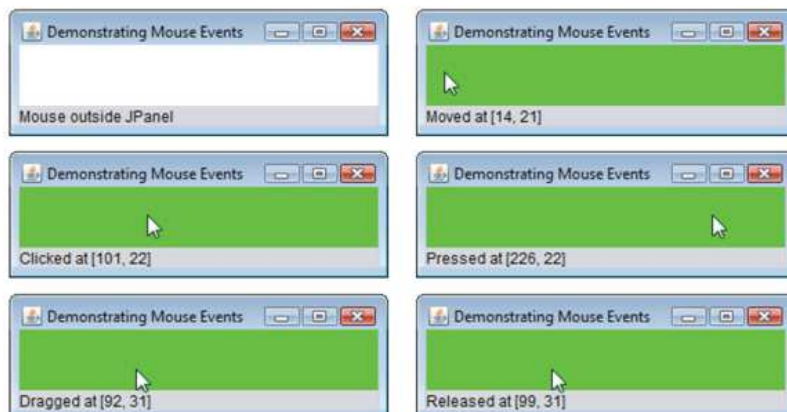 Demonstrating Mouse Events
Mouse outside JPanel
Demonstrating Mouse Events
Moved at [14, 21]
Demonstrating Mouse Events
Clicked at [101, 22]
Demonstrating Mouse Events
Pressed at [226, 22]
Demonstrating Mouse Events
Dragged at [92, 31]
Demonstrating Mouse Events
Released at [99, 31]